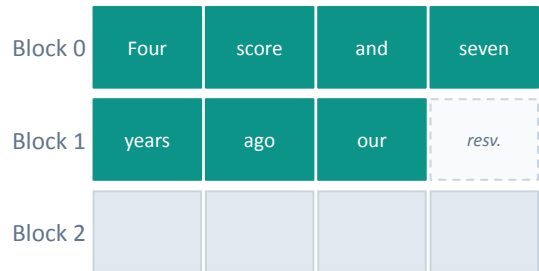 Block 0 Four score and seven
Block 1 years ago our resv.
Block 2